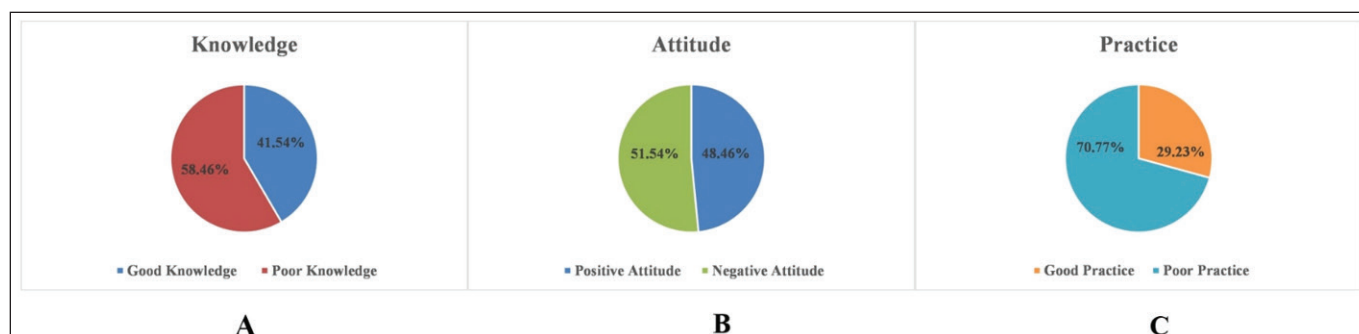 Knowledge
41.54%
58.46%
Good Knowledge Poor Knowledge
A
Attitude
51.54% 48.46%
Positive Attitude Negative Attitude
B
Practice
70.77% 29.23%
Good Practice Poor Practice
C